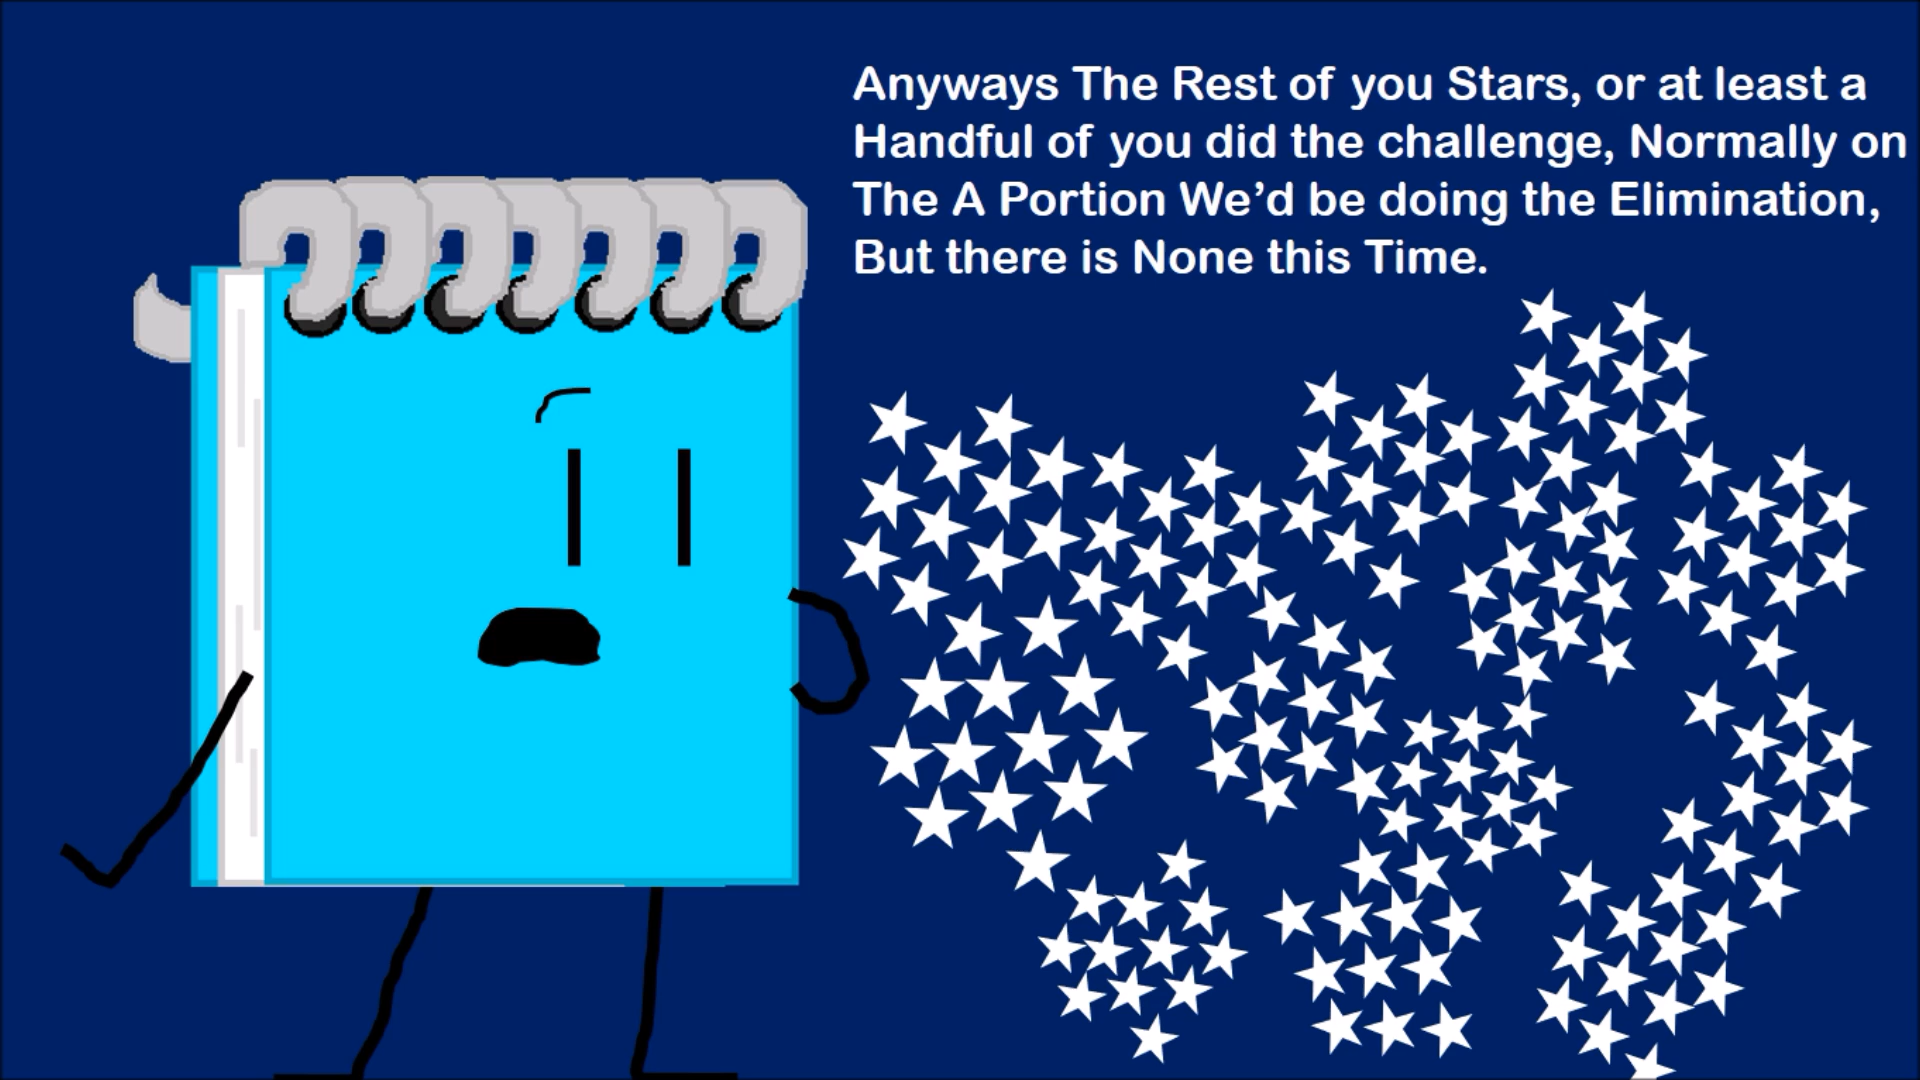 Anyways The Rest of you Stars, or at least a
Handful of you did the challenge, Normally on
The A Portion We’d be doing the Elimination,
But there is None this Time.